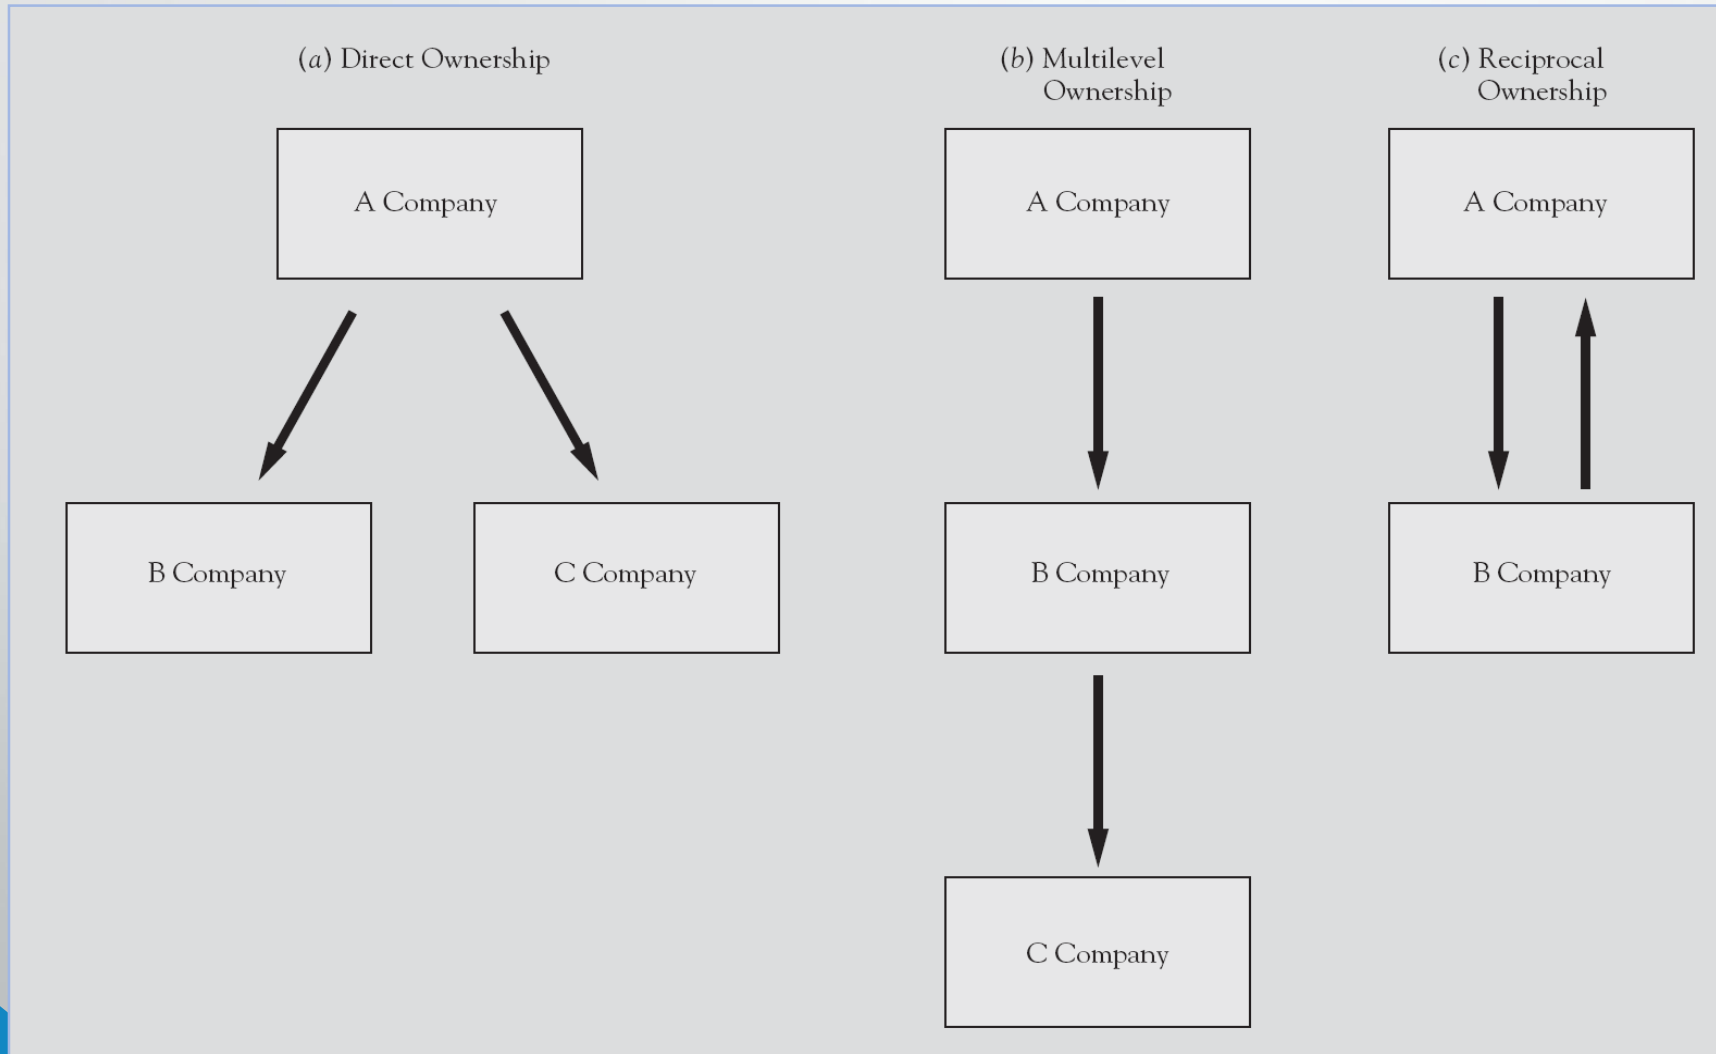 (a) Direct Ownership
A Company
B Company
C Company
(b) Multilevel
Ownership
A Company
B Company
C Company
(c) Reciprocal
Ownership
A Company
B Company